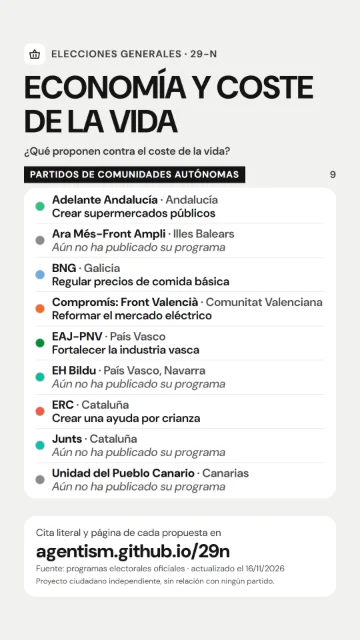 ELECCIONES GENERALES · 29-N
ECONOMÍA Y COSTE
DE LA VIDA
¿Qué proponen contra el coste de la vida?
PARTIDOS DE COMUNIDADES AUTÓNOMAS 9
Adelante Andalucía · Andalucía
Crear supermercados públicos
Ara Més-Front Ampli · Illes Balears
Aún no ha publicado su programa
BNG · Galicia
Regular precios de comida básica
Compromís: Front Valencià · Comunitat Valenciana
Reformar el mercado eléctrico
EAJ-PNV · País Vasco
Fortalecer la industria vasca
EH Bildu · País Vasco, Navarra
Aún no ha publicado su programa
ERC · Cataluña
Crear una ayuda por crianza
Junts · Cataluña
Aún no ha publicado su programa
Unidad del Pueblo Canario · Canarias
Aún no ha publicado su programa
Cita literal y página de cada propuesta en
agentism.github.io/29n
Fuente: programas electorales oficiales · actualizado el 16/11/2026
Proyecto ciudadano independiente, sin relación con ningún partido.